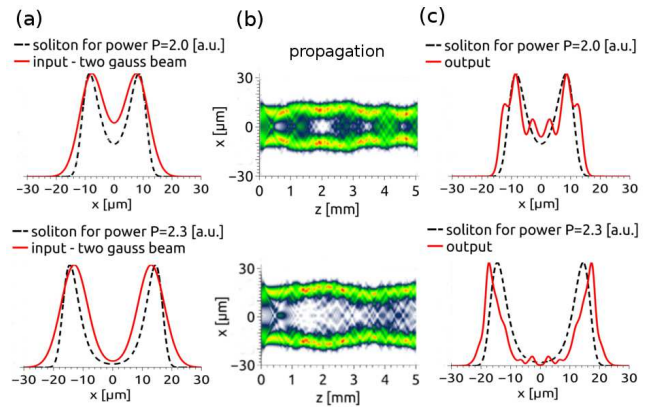 (a)
(b)
(c)
soliton for power P=2.0 [a.u.]
input - two gauss beam
−30 −20 −10 0 10 20 30
x [μm]
propagation
30
0
−30
x [μm]
0 1 2 3 4 5
z [mm]
soliton for power P=2.0 [a.u.]
output
−30 −20 −10 0 10 20 30
x [μm]
soliton for power P=2.3 [a.u.]
input - two gauss beam
−30 −20 −10 0 10 20 30
x [μm]
30
0
−30
x [μm]
0 1 2 3 4 5
z [mm]
soliton for power P=2.3 [a.u.]
output
−30 −20 −10 0 10 20 30
x [μm]